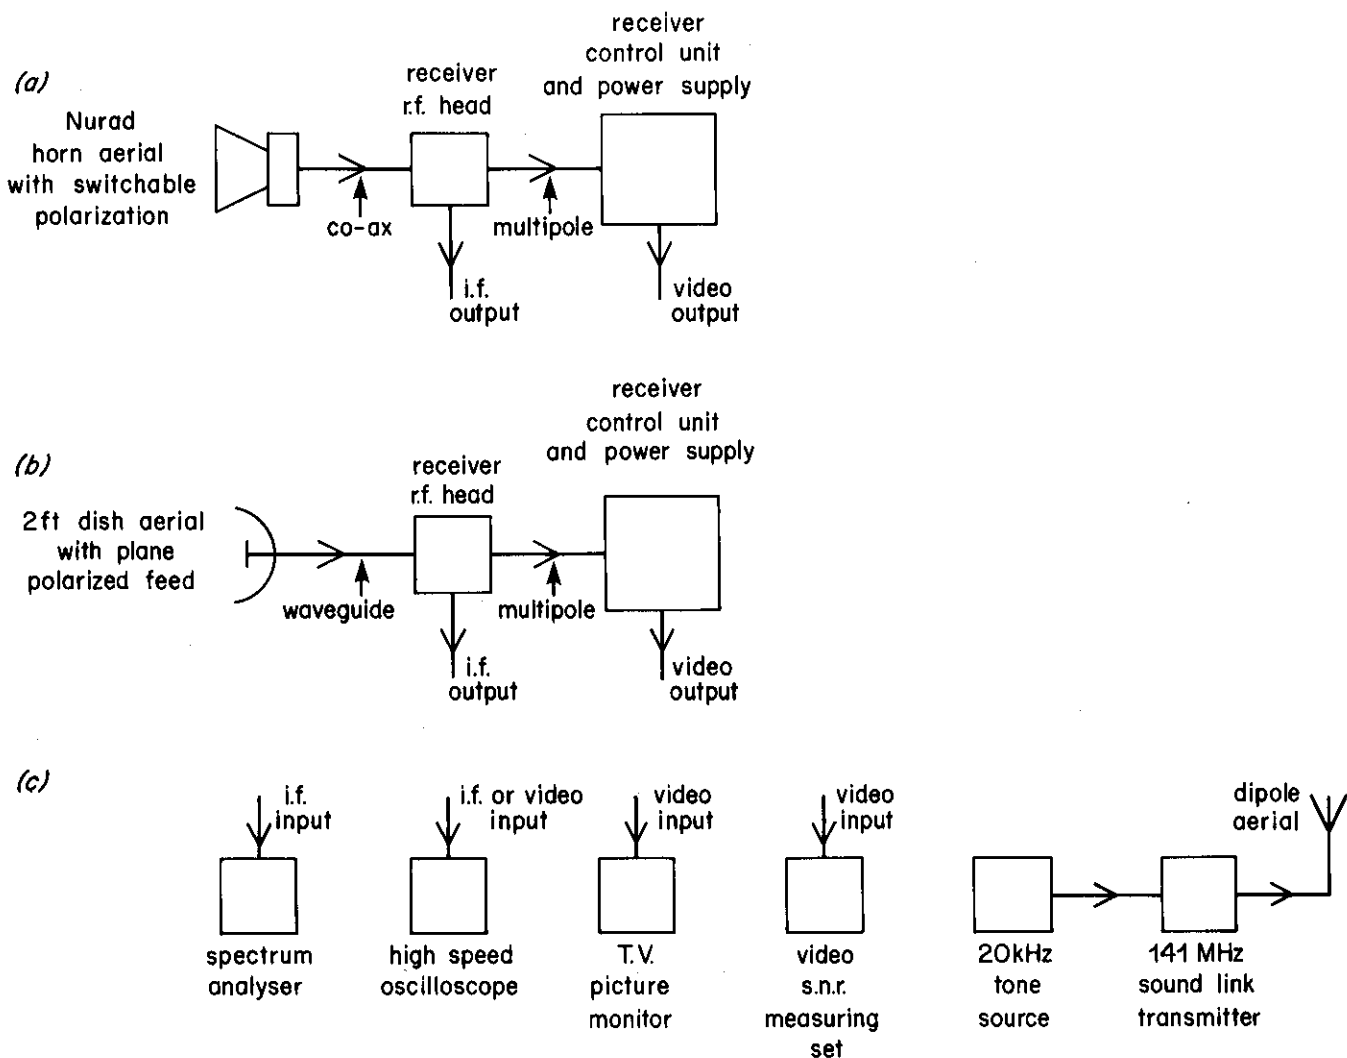 (a)
Nurad
horn aerial
with switchable
polarization
co-ax
receiver
r.f. head
i.f.
output
multipole
receiver
control unit
and power supply
video
output
(b)
2ft dish aerial
with plane
polarized feed
waveguide
receiver
r.f. head
i.f.
output
multipole
receiver
control unit
and power supply
video
output
(c)
i.f.
input
spectrum
analyser
i.f. or video
input
high speed
oscilloscope
video
input
T.V.
picture
monitor
video
input
video
s.n.r.
measuring
set
20kHz
tone
source
141 MHz
sound link
transmitter
dipole
aerial